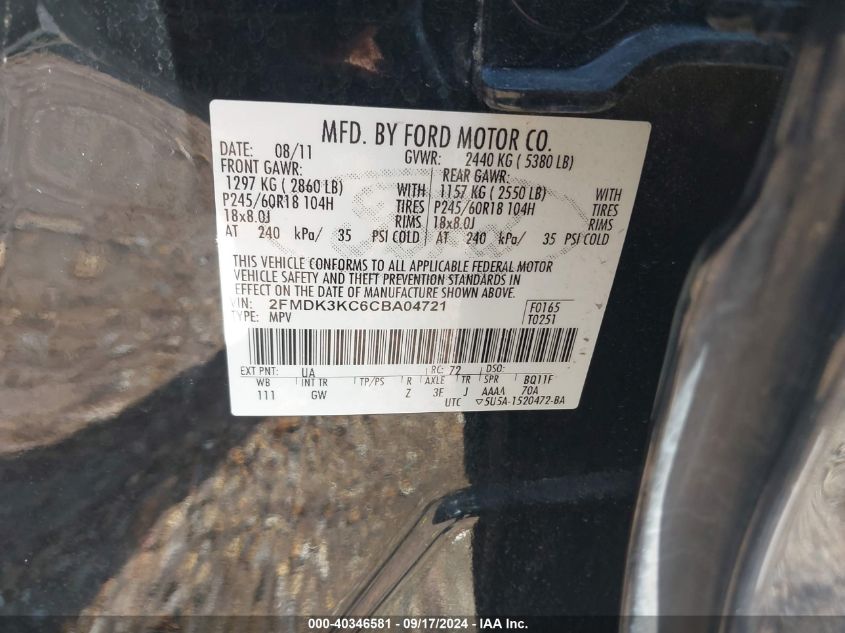 MFD. BY FORD MOTOR CO.
DATE: 08/11 GVWR: 2440 KG ( 5380 LB)
FRONT GAWR: REAR GAWR:
1297 KG ( 2860 LB) WITH 1157 KG ( 2550 LB) WITH
P245/60R18 104H TIRES P245/60R18 104H TIRES
18x8.0J RIMS 18x8.0J RIMS
AT 240 kPa/ 35 PSI COLD AT 240 kPa/ 35 PSI COLD
THIS VEHICLE CONFORMS TO ALL APPLICABLE FEDERAL MOTOR
VEHICLE SAFETY AND THEFT PREVENTION STANDARDS IN
EFFECT ON THE DATE OF MANUFACTURE SHOWN ABOVE.
VIN: 2FMDK3KC6CBA04721 F0165
TYPE: MPV T0251
EXT PNT: UA RC: 72 DSO:
WB INT TR TP/PS R AXLE TR SPR BQ11F
111 GW Z 3F J AAAA 70A
UTC ▽5U5A-1520472-BA
000-40346581 - 09/17/2024 - IAA Inc.